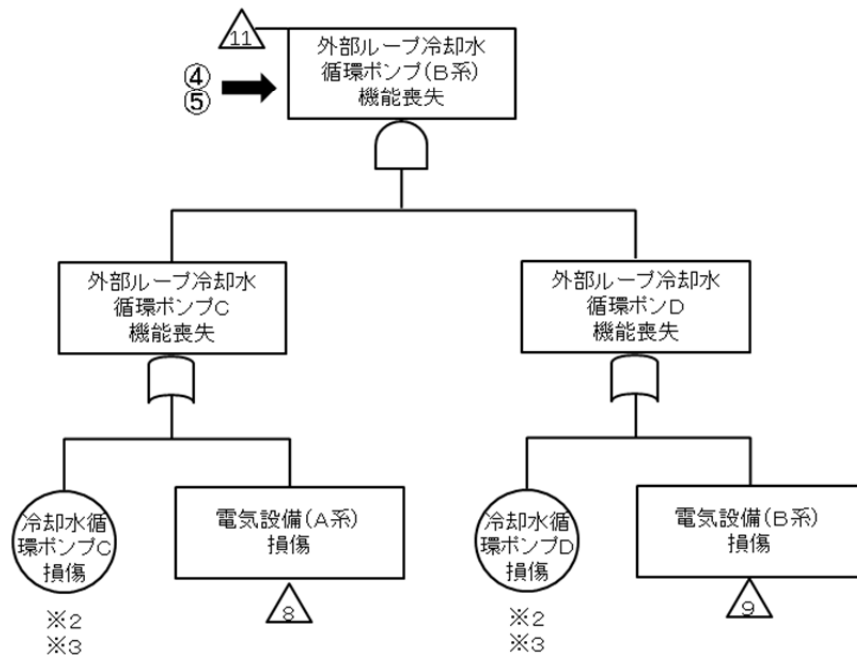 11
外部ループ冷却水
循環ポンプ(B系)
機能喪失
④
⑤
外部ループ冷却水
循環ポンプC
機能喪失
外部ループ冷却水
循環ポンD
機能喪失
冷却水循
環ポンプC
損傷
電気設備(A系)
損傷
冷却水循
環ポンプD
損傷
電気設備(B系)
損傷
※2
※3
8
※2
※3
9